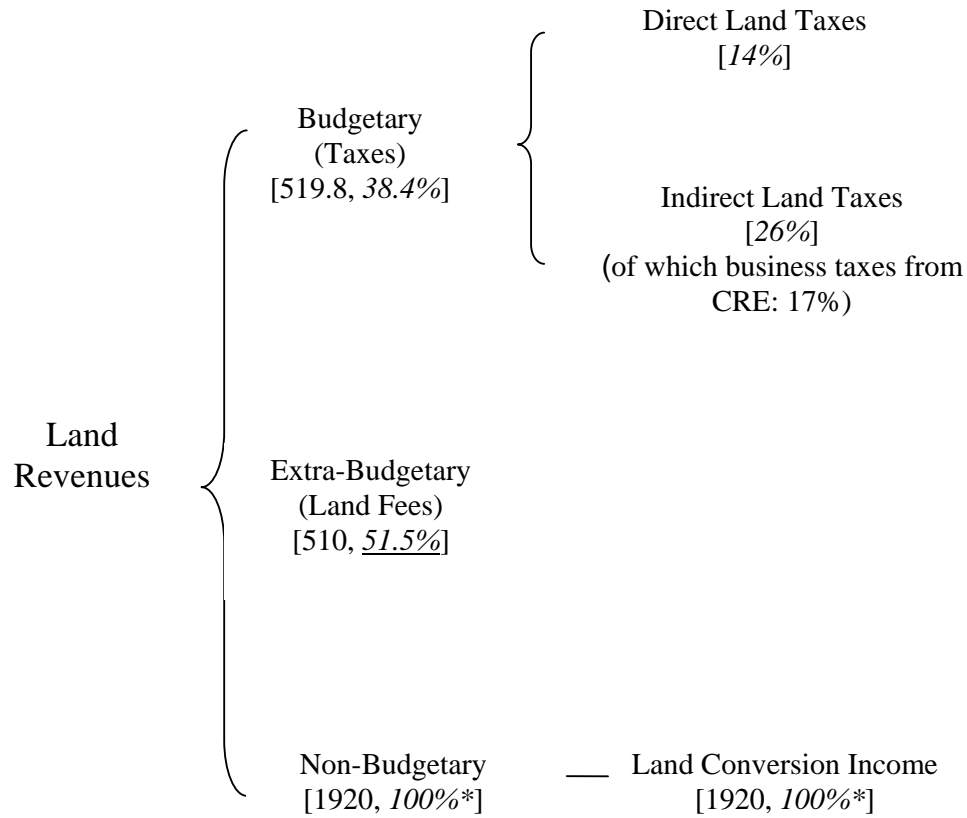 Land
Revenues
Budgetary
(Taxes)
[519.8, 38.4%]
Direct Land Taxes
[14%]
Indirect Land Taxes
[26%]
(of which business taxes from
CRE: 17%)
Extra-Budgetary
(Land Fees)
[510, 51.5%]
Non-Budgetary
[1920, 100%*]
Land Conversion Income
[1920, 100%*]